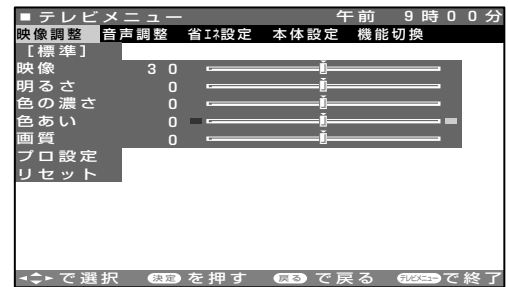 ■テレビメニュー 午前 9時00分
映像調整 音声調整 省エネ設定 本体設定 機能切換
[標準]
映像 30
明るさ 0
色の濃さ 0
色あい 0
画質 0
プロ設定
リセット
で選択 決定 を押す 戻る で戻る テレビメニュー で終了